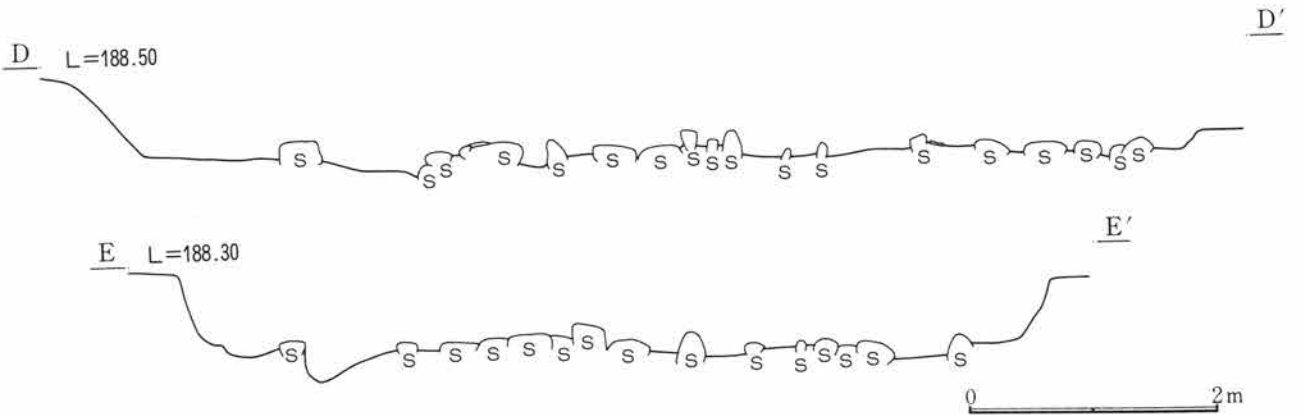 D L=188.50 D′
S S S S S S S S S S S S S S S S S S
E L=188.30 E′
S S S S S S S S S S S S S S S
0 2m